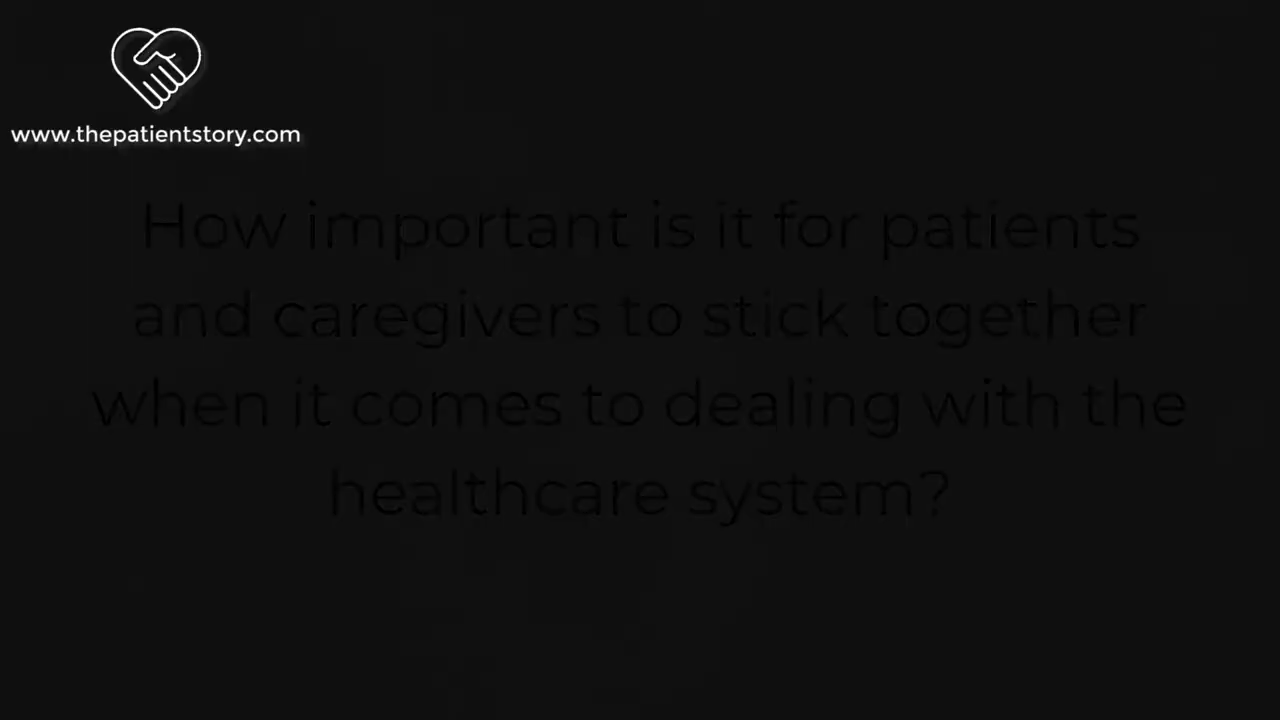 www.thepatientstory.com
How important is it for patients
and caregivers to stick together
when it comes to dealing with the
healthcare system?